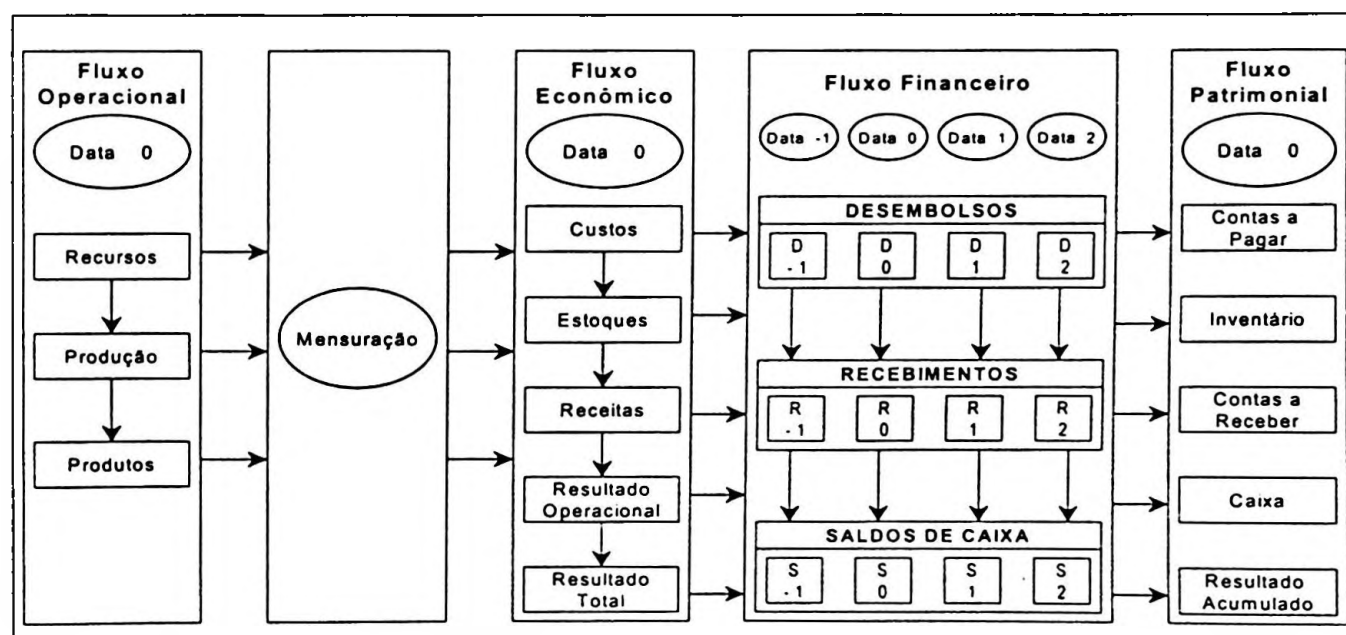 Fluxo
Operacional
Data 0
Recursos
Produção
Produtos
Mensuração
Fluxo
Econômico
Data 0
Custos
Estoques
Receitas
Resultado
Operacional
Resultado
Total
Fluxo Financeiro
Data -1 Data 0 Data 1 Data 2
DESEMBOLSOS
D D D D
-1 0 1 2
RECEBIMENTOS
R R R R
-1 0 1 2
SALDOS DE CAIXA
S S S S
-1 0 1 2
Fluxo
Patrimonial
Data 0
Contas a
Pagar
Inventário
Contas a
Receber
Caixa
Resultado
Acumulado